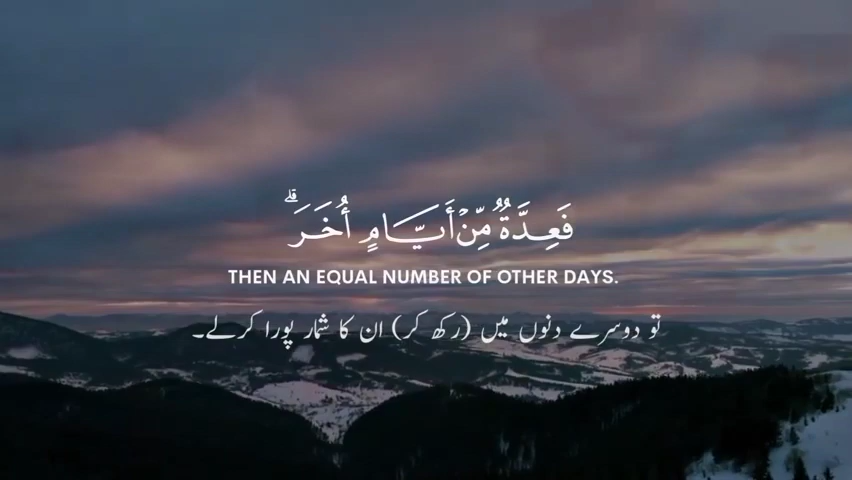 فَعِدَّةٌ مِّنْ أَيَّامٍ أُخَرَ ۗ
THEN AN EQUAL NUMBER OF OTHER DAYS.
تو دوسرے دنوں میں (رکھ کر) ان کا شمار پورا کرلے۔